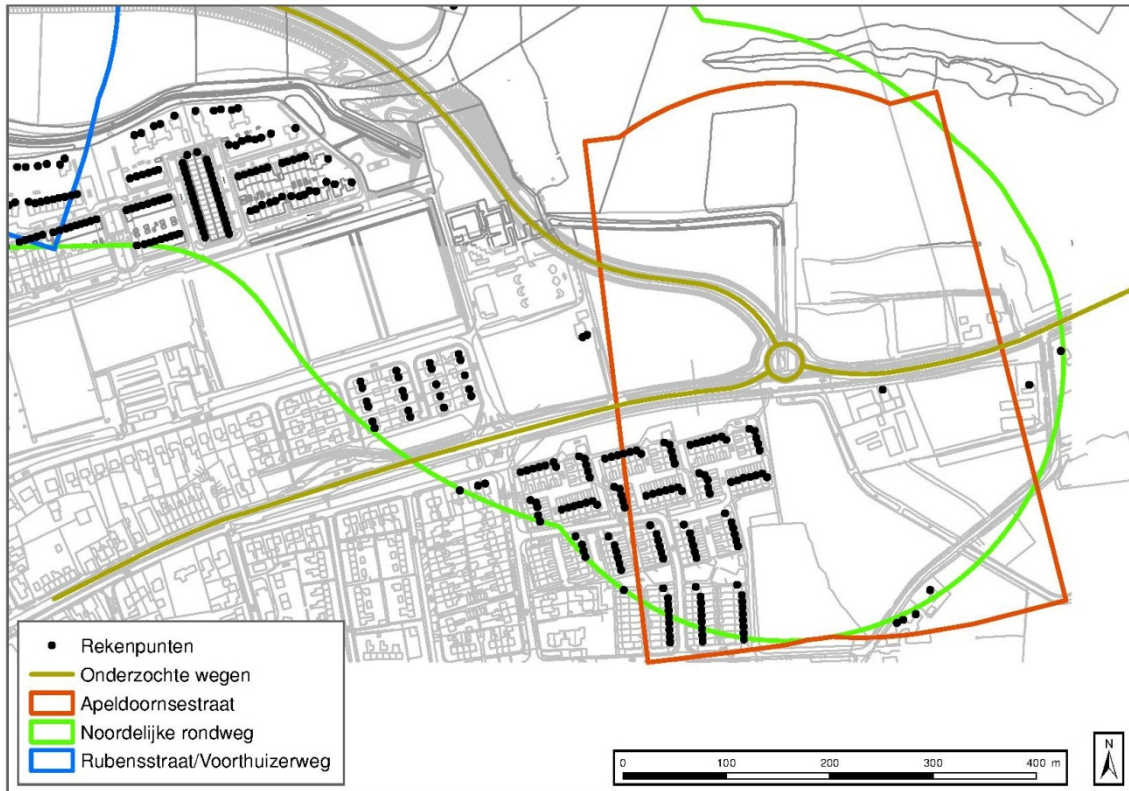 Rekenpunten
Onderzochte wegen
Apeldoornsestraat
Noordelijke rondweg
Rubensstraat/Voorthuizerweg
0 100 200 300 400 m
N